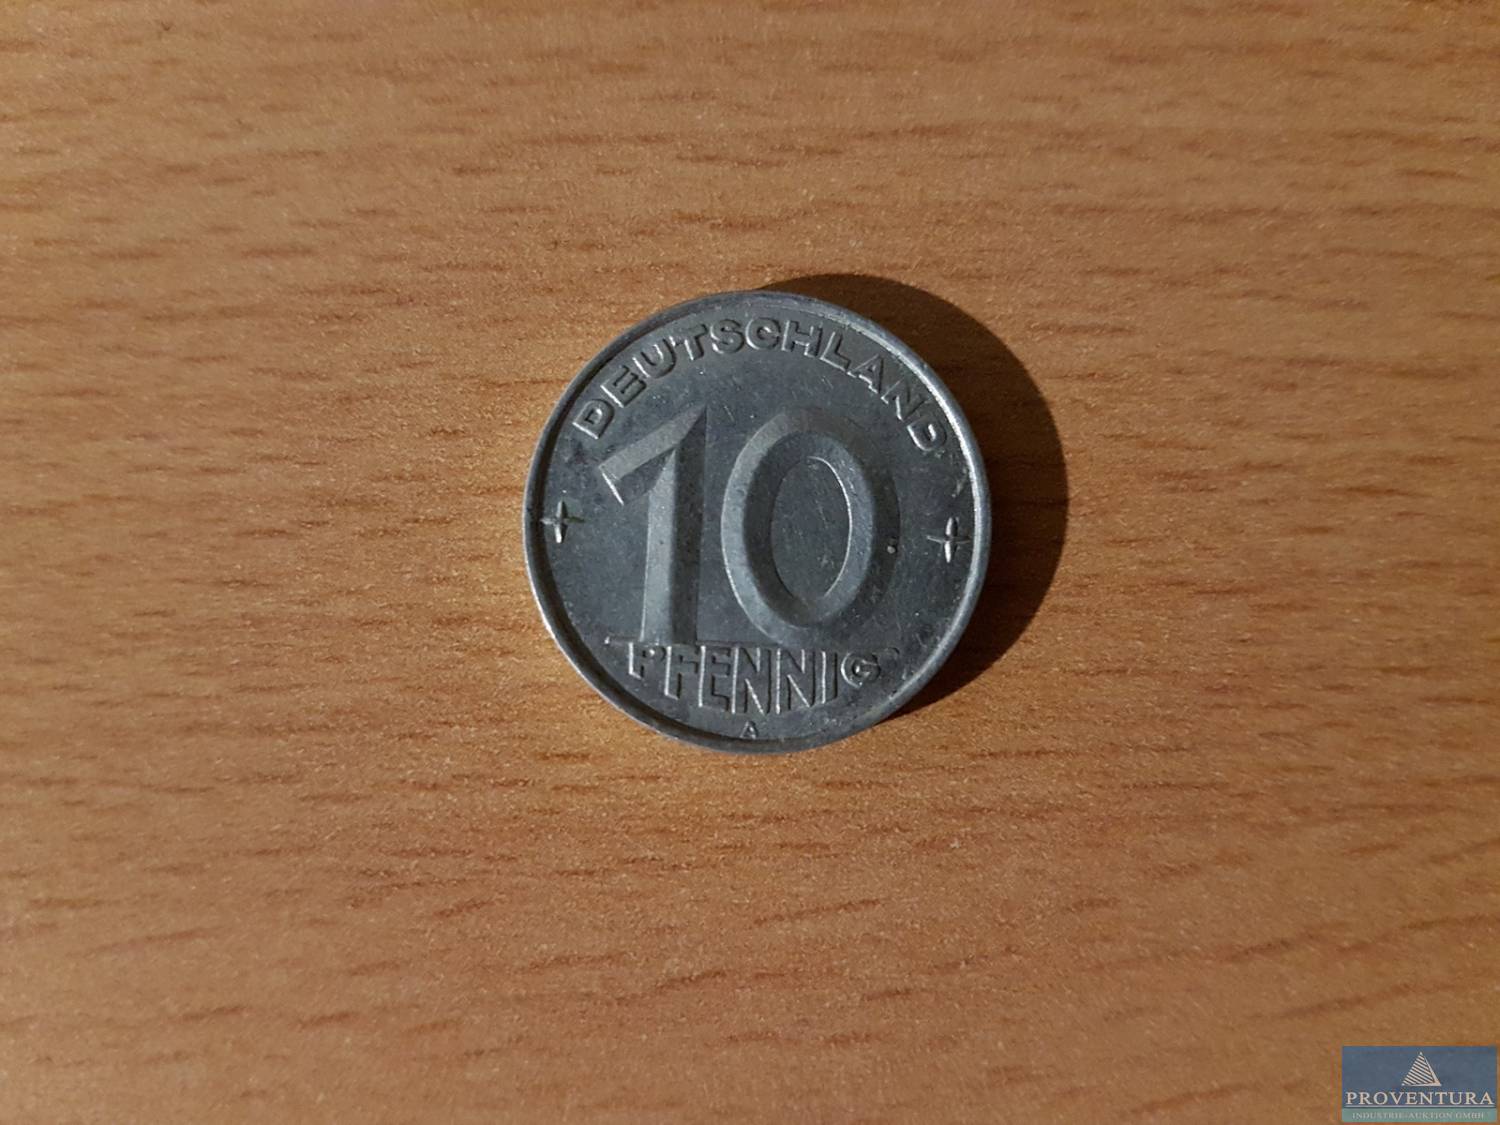 DEUTSCHLAND
10
PFENNIG
A
PROVENTURA
INDUSTRIE-AUKTION GMBH